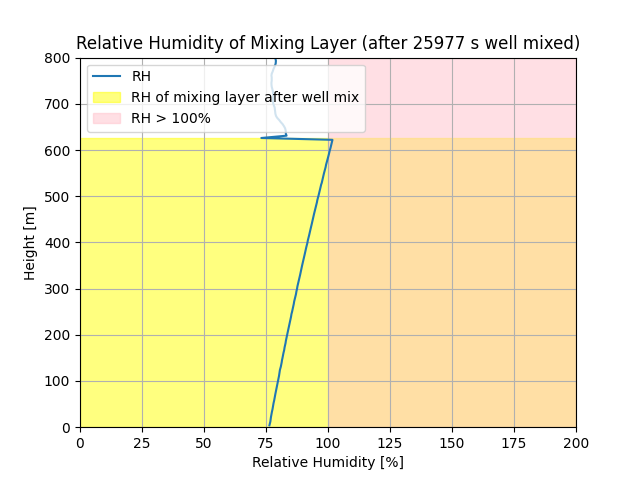 Relative Humidity of Mixing Layer (after 25977 s well mixed)
800
700
600
500
400
300
200
100
0
Height [m]
RH
RH of mixing layer after well mix
RH > 100%
0 25 50 75 100 125 150 175 200
Relative Humidity [%]